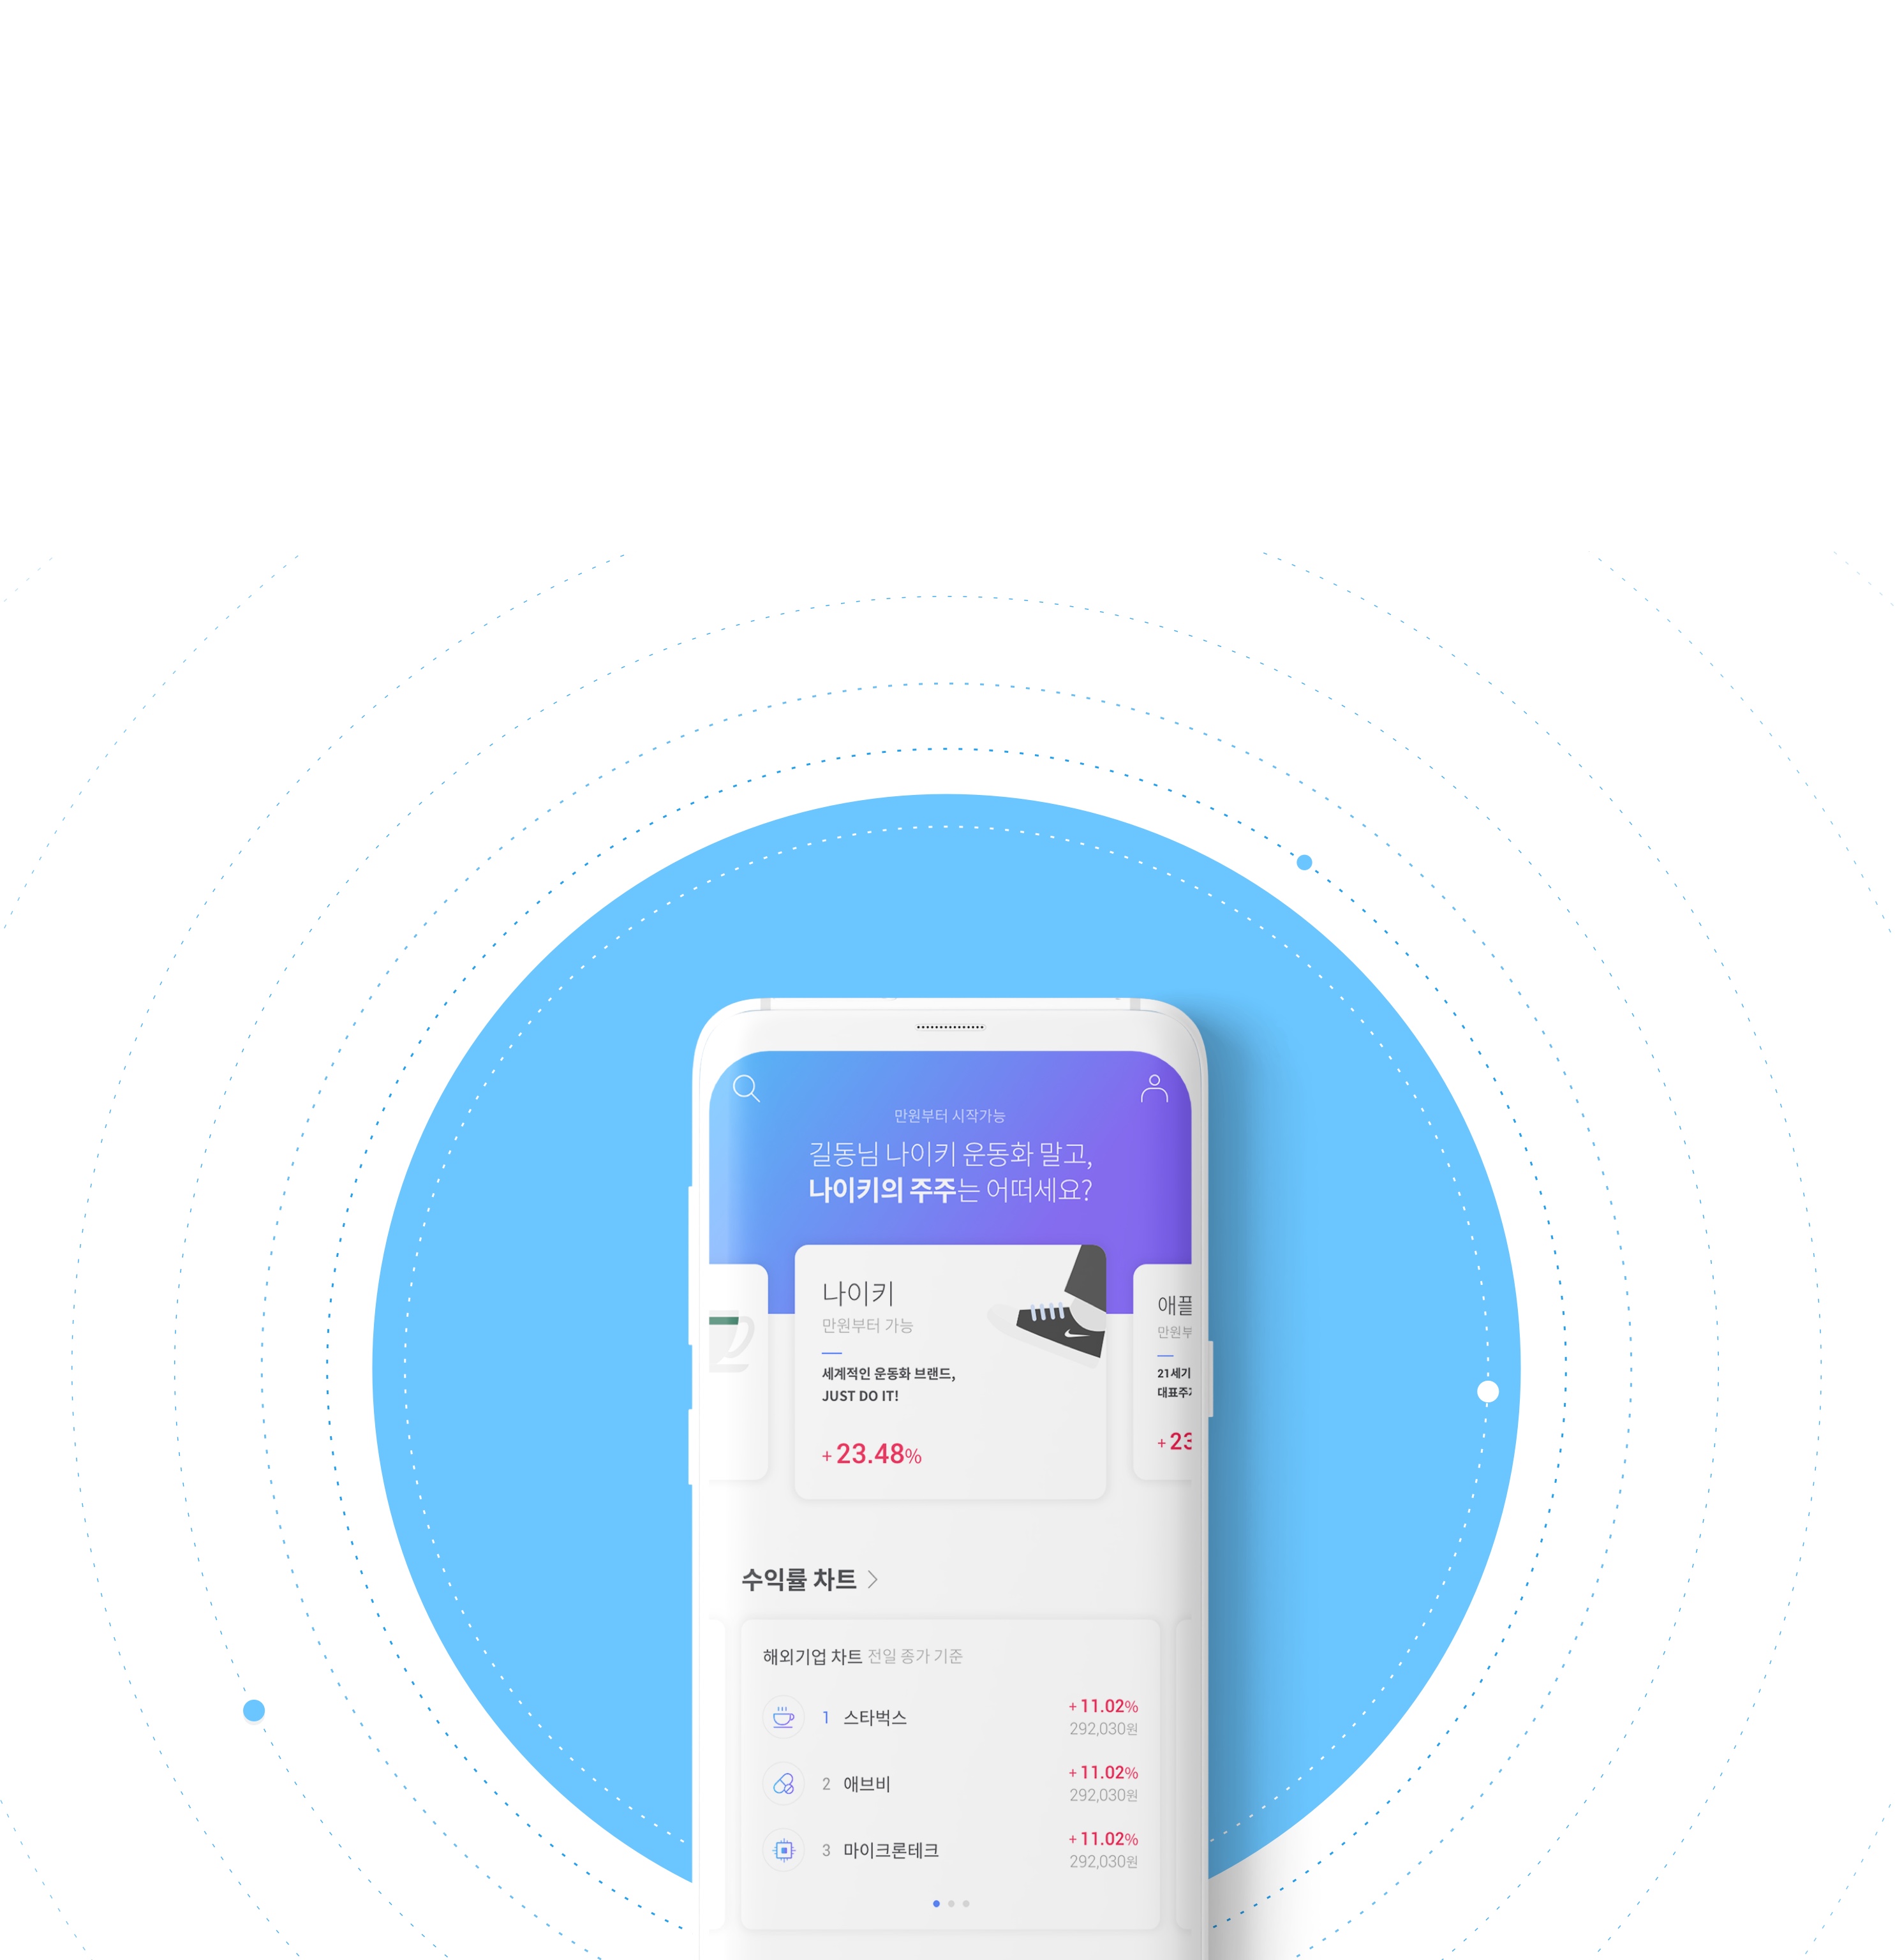 만원부터 시작가능
길동님 나이키 운동화 말고,
나이키의 주주는 어떠세요?
나이키
만원부터 가능
세계적인 운동화 브랜드,
JUST DO IT!
+ 23.48%
애플
만원부
21세기
대표주
+ 23
수익률 차트
해외기업 차트 전일 종가 기준
1 스타벅스 + 11.02%
292,030원
2 애브비 + 11.02%
292,030원
3 마이크론테크 + 11.02%
292,030원